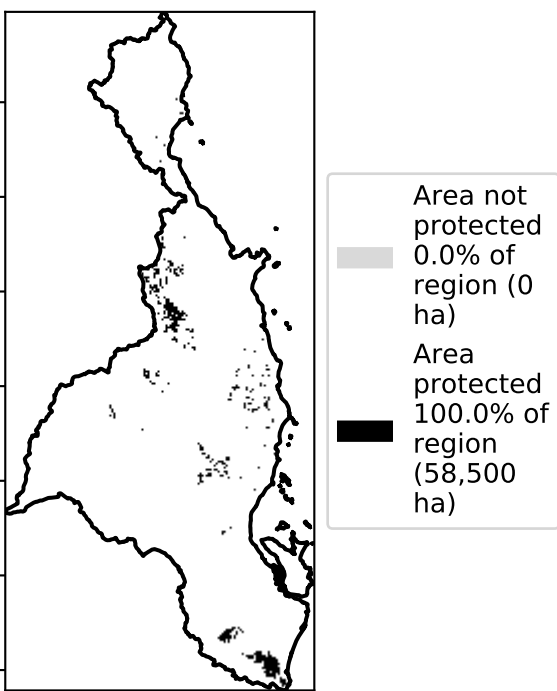 Area not
protected
0.0% of
region (0
ha)
Area
protected
100.0% of
region
(58,500
ha)